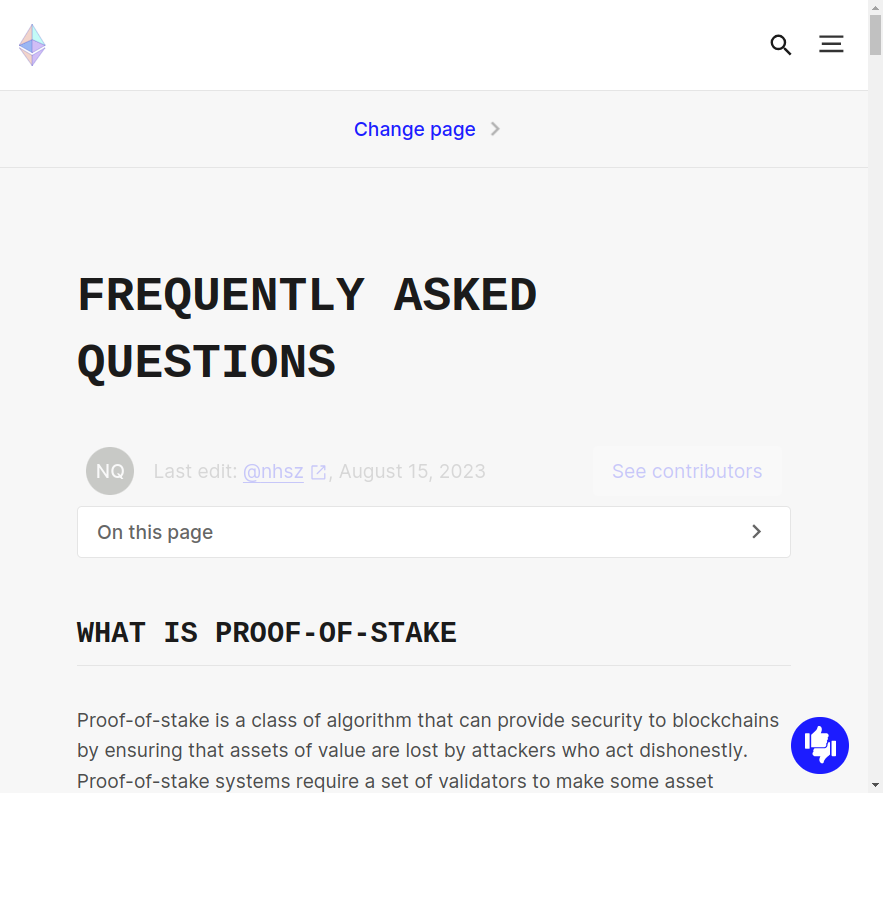 Change page
FREQUENTLY ASKED
QUESTIONS
NQ Last edit: @nhsz, August 15, 2023 See contributors
On this page
WHAT IS PROOF-OF-STAKE
Proof-of-stake is a class of algorithm that can provide security to blockchains
by ensuring that assets of value are lost by attackers who act dishonestly.
Proof-of-stake systems require a set of validators to make some asset